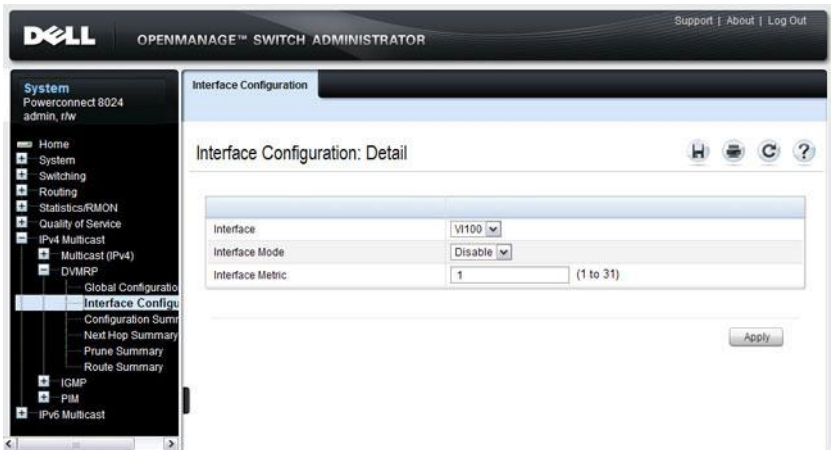 Support | About | Log Out
DELL OPENMANAGE™ SWITCH ADMINISTRATOR
System
Powerconnect 8024
admin, r/w
Home
System
Switching
Routing
Statistics/RMON
Quality of Service
IPv4 Multicast
Multicast (IPv4)
DVMRP
Global Configuratio
Interface Configu
Configuration Sumr
Next Hop Summary
Prune Summary
Route Summary
IGMP
PIM
IPv6 Multicast
Interface Configuration
Interface Configuration: Detail
?
Interface Vl100
Interface Mode Disable
Interface Metric 1 (1 to 31)
Apply